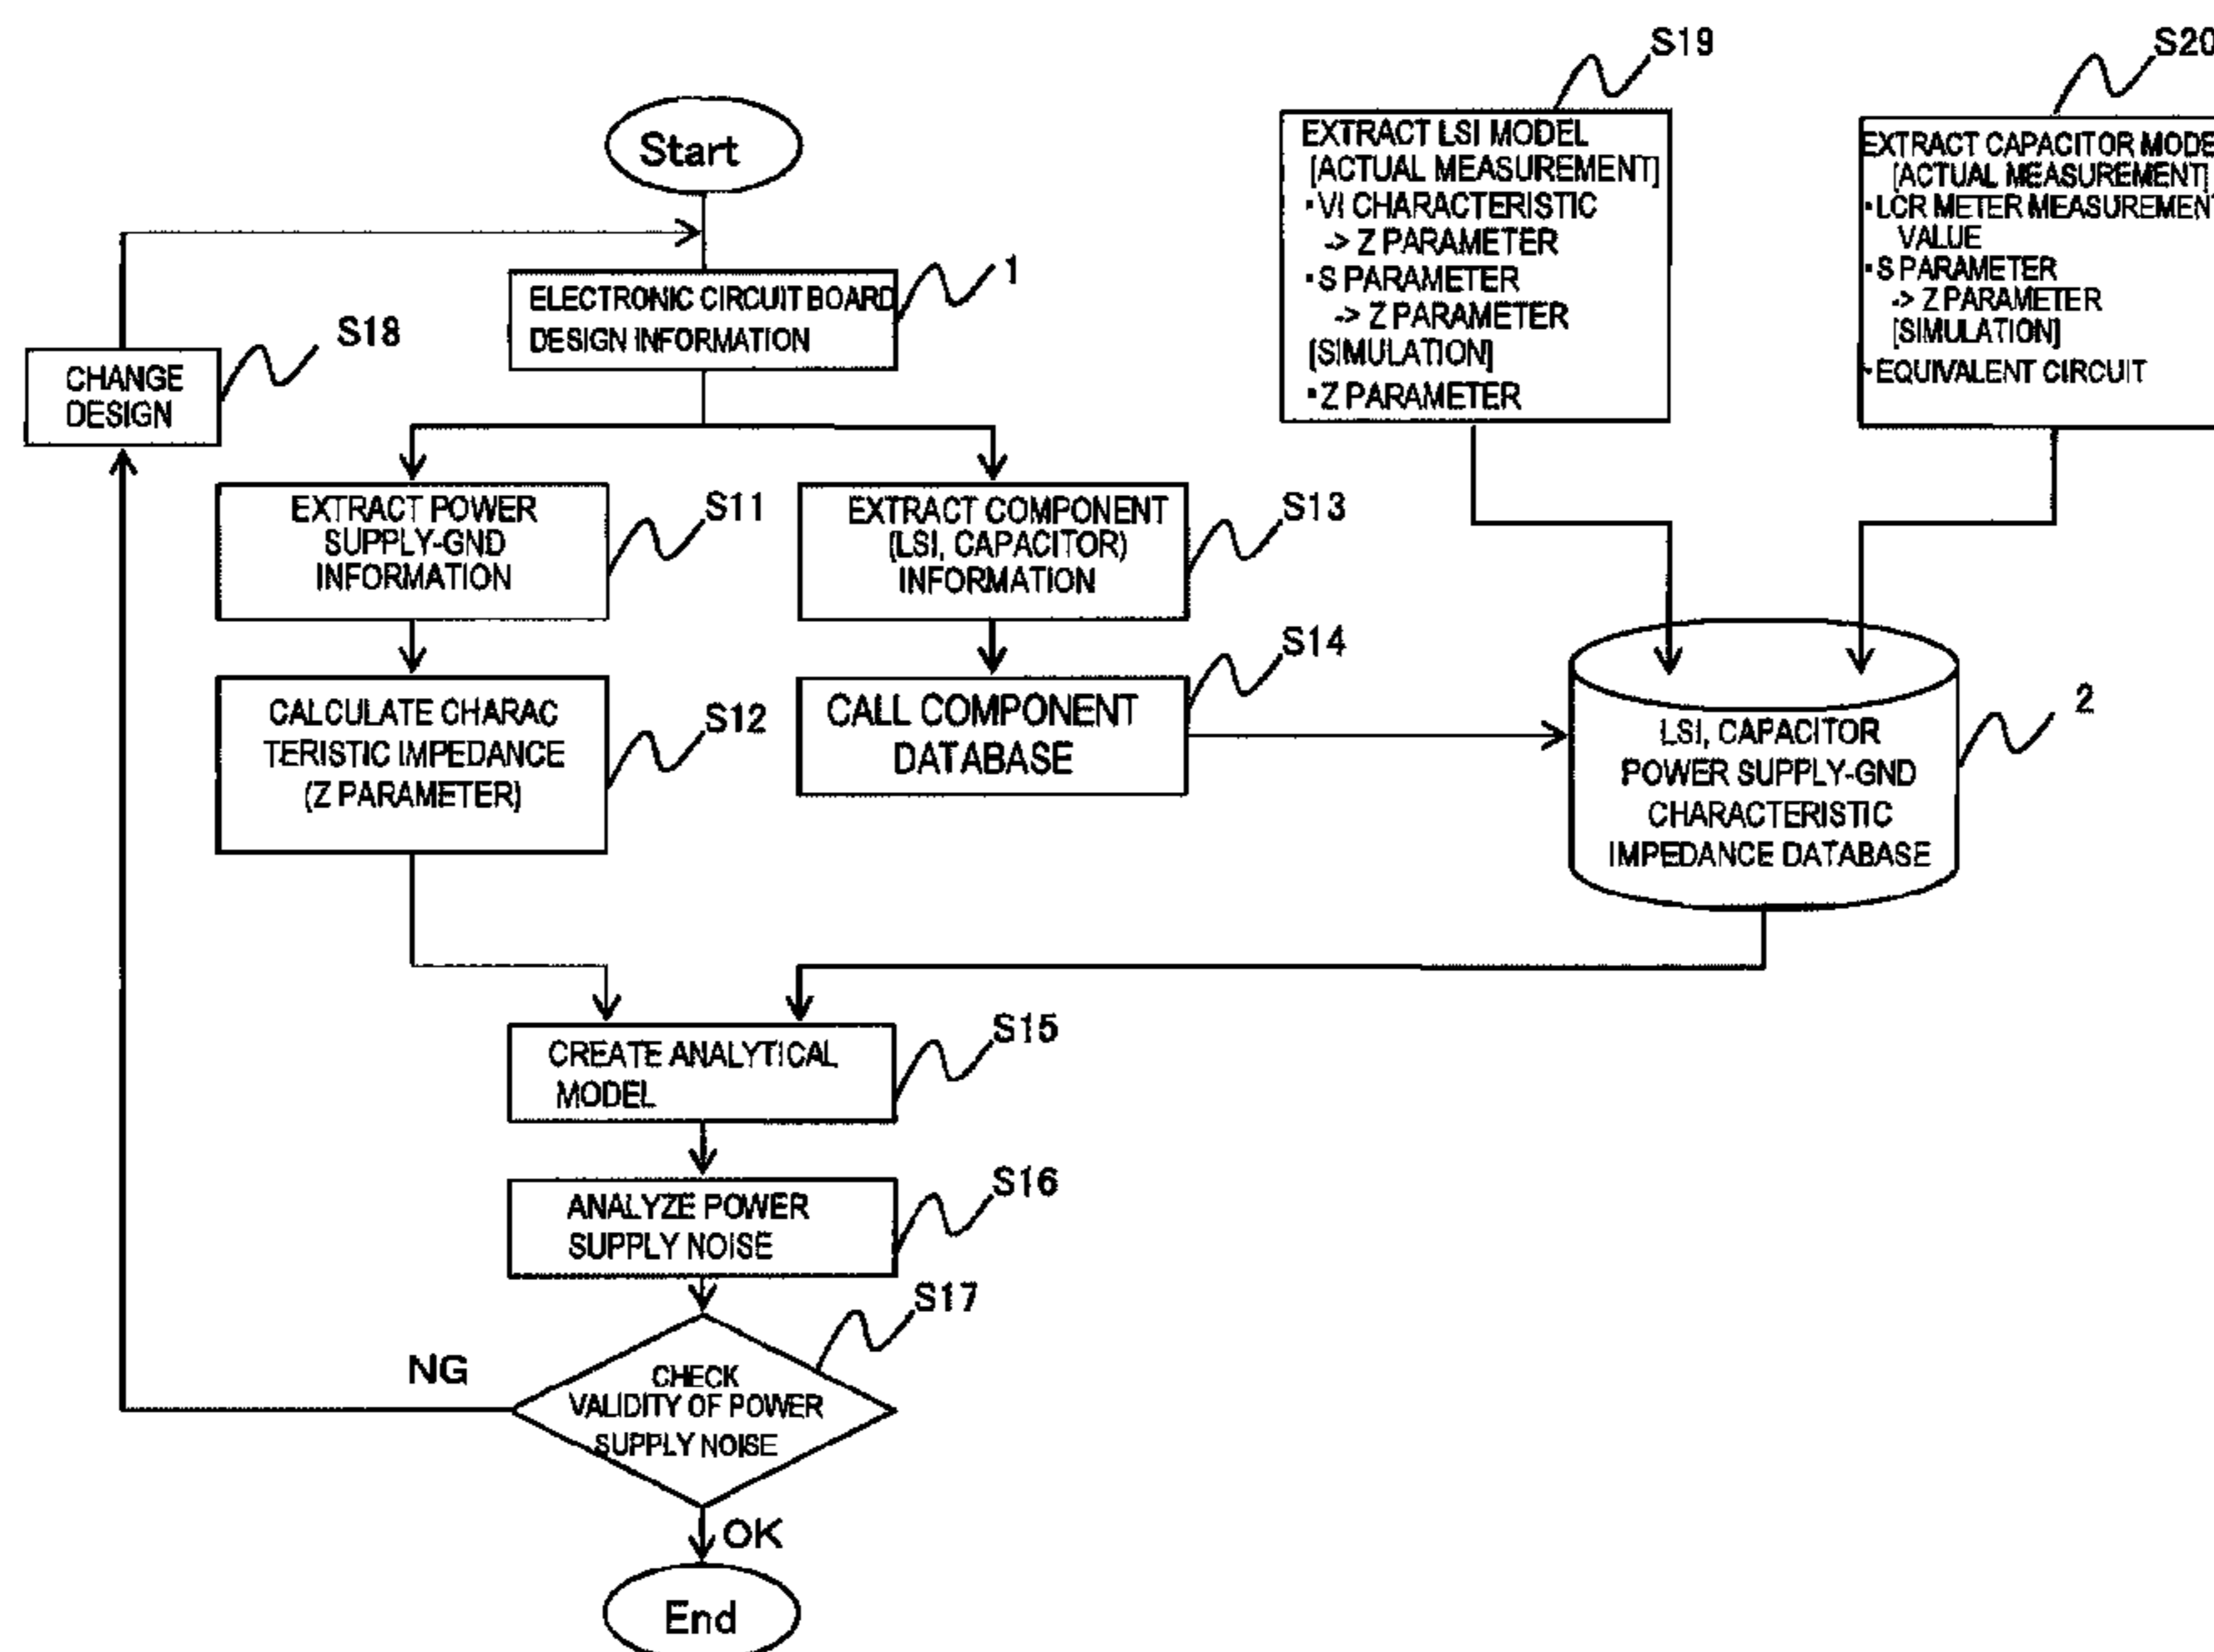 S19
S20
Start
EXTRACT LSI MODEL
[ACTUAL MEASUREMENT]
▪VI CHARACTERISTIC
-> Z PARAMETER
▪S PARAMETER
-> Z PARAMETER
[SIMULATION]
▪Z PARAMETER
EXTRACT CAPACITOR MODE
[ACTUAL MEASUREMENT]
▪LCR METER MEASUREMENT
VALUE
▪S PARAMETER
-> Z PARAMETER
[SIMULATION]
▪EQUIVALENT CIRCUIT
1
ELECTRONIC CIRCUIT BOARD
DESIGN INFORMATION
S18
CHANGE
DESIGN
EXTRACT POWER
SUPPLY-GND
INFORMATION
S11
EXTRACT COMPONENT
(LSI, CAPACITOR)
INFORMATION
S13
CALCULATE CHARAC
TERISTIC IMPEDANCE
(Z PARAMETER)
S12
CALL COMPONENT
DATABASE
S14
LSI, CAPACITOR
POWER SUPPLY-GND
CHARACTERISTIC
IMPEDANCE DATABASE
2
CREATE ANALYTICAL
MODEL
S15
ANALYZE POWER
SUPPLY NOISE
S16
S17
NG
CHECK
VALIDITY OF POWER
SUPPLY NOISE
OK
End